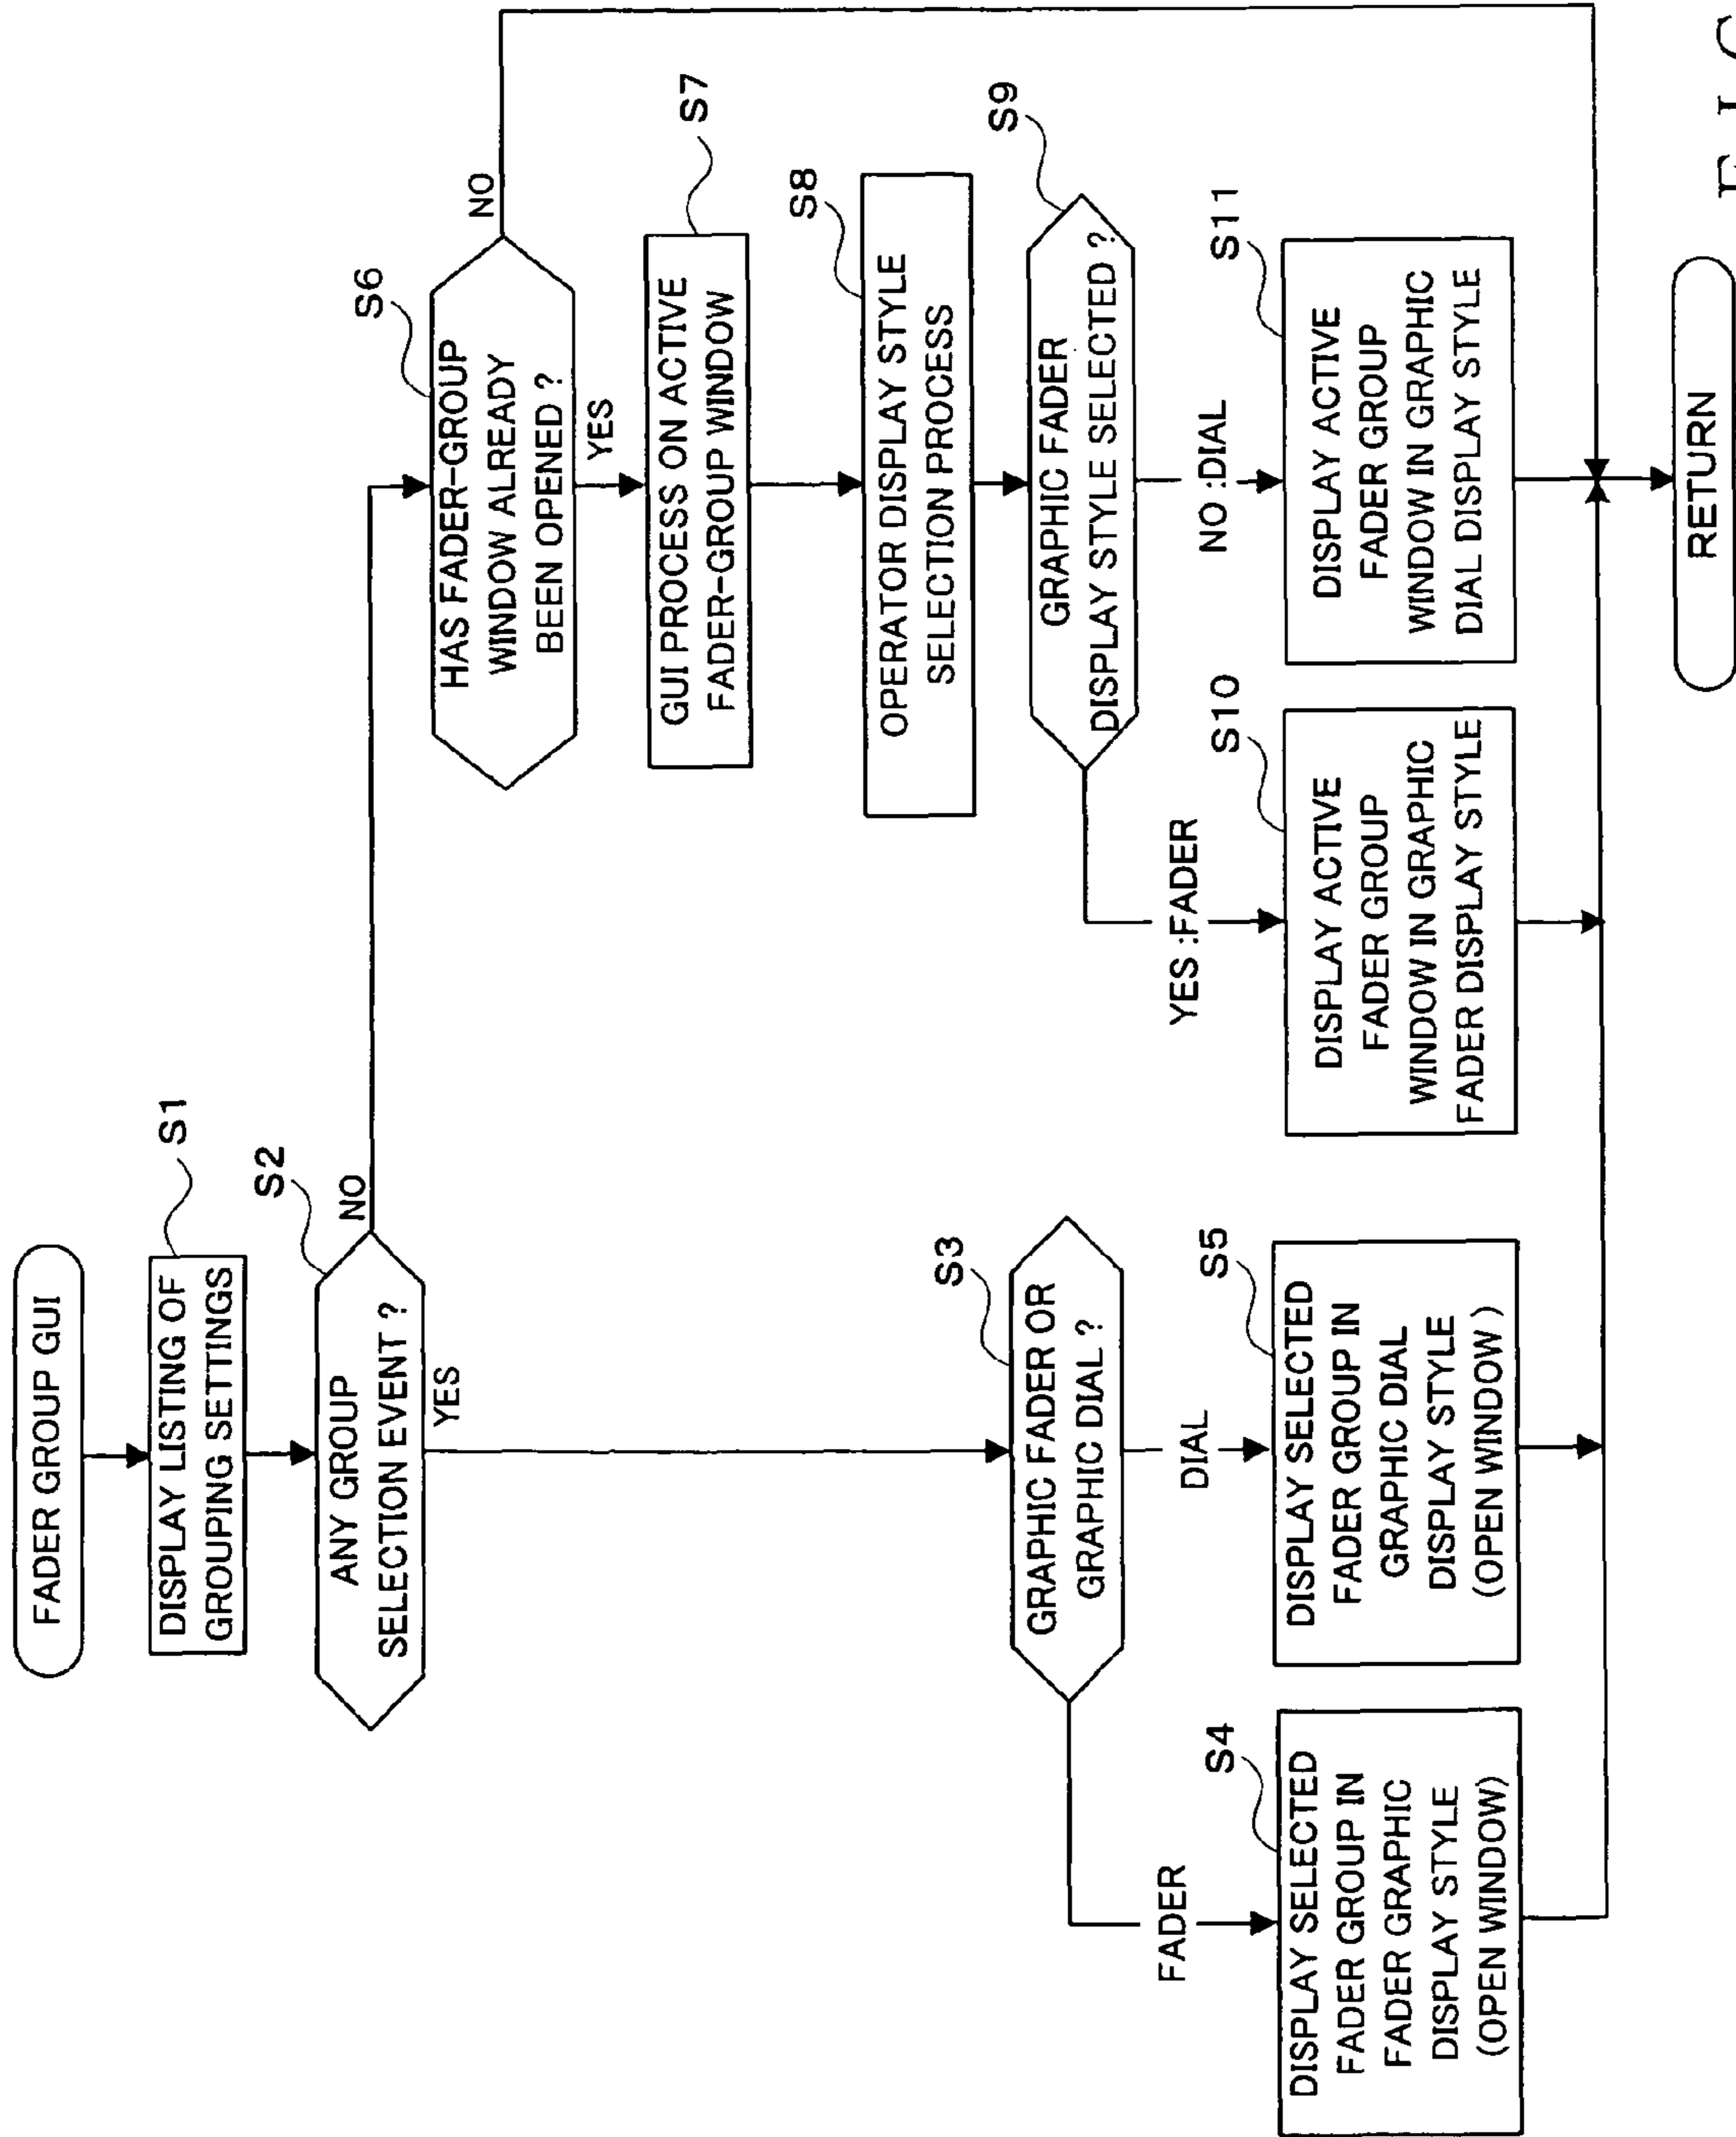 FADER GROUP GUI
S1
DISPLAY LISTING OF
GROUPING SETTINGS
S2
ANY GROUP
SELECTION EVENT ?
NO
YES
S3
GRAPHIC FADER OR
GRAPHIC DIAL ?
FADER
DIAL
S4
DISPLAY SELECTED
FADER GROUP IN
FADER GRAPHIC
DISPLAY STYLE
(OPEN WINDOW)
S5
DISPLAY SELECTED
FADER GROUP IN
GRAPHIC DIAL
DISPLAY STYLE
(OPEN WINDOW )
S6
HAS FADER-GROUP
WINDOW ALREADY
BEEN OPENED ?
NO
YES
S7
GUI PROCESS ON ACTIVE
FADER-GROUP WINDOW
S8
OPERATOR DISPLAY STYLE
SELECTION PROCESS
S9
GRAPHIC FADER
DISPLAY STYLE SELECTED ?
YES :FADER
NO :DIAL
S10
DISPLAY ACTIVE
FADER GROUP
WINDOW IN GRAPHIC
FADER DISPLAY STYLE
S11
DISPLAY ACTIVE
FADER GROUP
WINDOW IN GRAPHIC
DIAL DISPLAY STYLE
RETURN